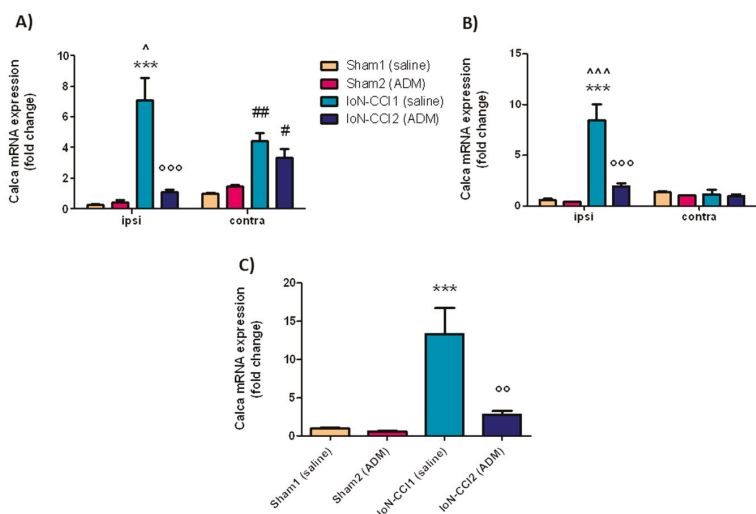 A)
Calca mRNA expression
(fold change)
10
8
6
4
2
0
^
***
°°°
##
#
ipsi
contra
Sham1 (saline)
Sham2 (ADM)
IoN-CCI1 (saline)
IoN-CCI2 (ADM)
B)
Calca mRNA expression
(fold change)
15
10
5
0
^^^
***
°°°
ipsi
contra
C)
Calca mRNA expression
(fold change)
20
15
10
5
0
***
°°
Sham1 (saline)
Sham2 (ADM)
IoN-CCI1 (saline)
IoN-CCI2 (ADM)